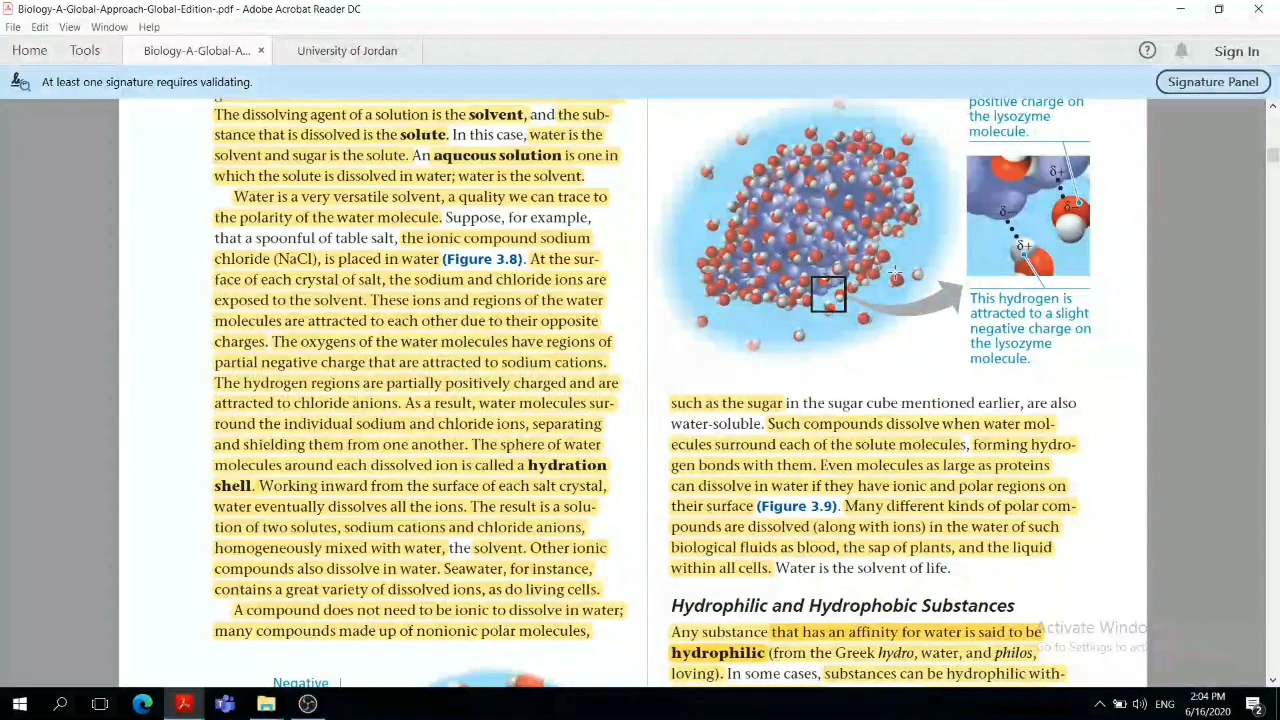 Biology-A-Global-Approach-Global-Edition-.pdf - Adobe Acrobat Reader DC
File Edit View Window Help
Home Tools Biology-A-Global-A... × University of Jordan Sign In
At least one signature requires validating. Signature Panel
The dissolving agent of a solution is the solvent, and the sub-
stance that is dissolved is the solute. In this case, water is the
solvent and sugar is the solute. An aqueous solution is one in
which the solute is dissolved in water; water is the solvent.
Water is a very versatile solvent, a quality we can trace to
the polarity of the water molecule. Suppose, for example,
that a spoonful of table salt, the ionic compound sodium
chloride (NaCl), is placed in water (Figure 3.8). At the sur-
face of each crystal of salt, the sodium and chloride ions are
exposed to the solvent. These ions and regions of the water
molecules are attracted to each other due to their opposite
charges. The oxygens of the water molecules have regions of
partial negative charge that are attracted to sodium cations.
The hydrogen regions are partially positively charged and are
attracted to chloride anions. As a result, water molecules sur-
round the individual sodium and chloride ions, separating
and shielding them from one another. The sphere of water
molecules around each dissolved ion is called a hydration
shell. Working inward from the surface of each salt crystal,
water eventually dissolves all the ions. The result is a solu-
tion of two solutes, sodium cations and chloride anions,
homogeneously mixed with water, the solvent. Other ionic
compounds also dissolve in water. Seawater, for instance,
contains a great variety of dissolved ions, as do living cells.
A compound does not need to be ionic to dissolve in water;
many compounds made up of nonionic polar molecules,
Negative
positive charge on
the lysozyme
molecule.
δ+
δ−
δ−
δ+
This hydrogen is
attracted to a slight
negative charge on
the lysozyme
molecule.
such as the sugar in the sugar cube mentioned earlier, are also
water-soluble. Such compounds dissolve when water mol-
ecules surround each of the solute molecules, forming hydro-
gen bonds with them. Even molecules as large as proteins
can dissolve in water if they have ionic and polar regions on
their surface (Figure 3.9). Many different kinds of polar com-
pounds are dissolved (along with ions) in the water of such
biological fluids as blood, the sap of plants, and the liquid
within all cells. Water is the solvent of life.
Hydrophilic and Hydrophobic Substances
Any substance that has an affinity for water is said to be
hydrophilic (from the Greek hydro, water, and philos,
loving). In some cases, substances can be hydrophilic with-
Activate Windo
Go to Settings to acti
ENG
2:04 PM
6/16/2020
2